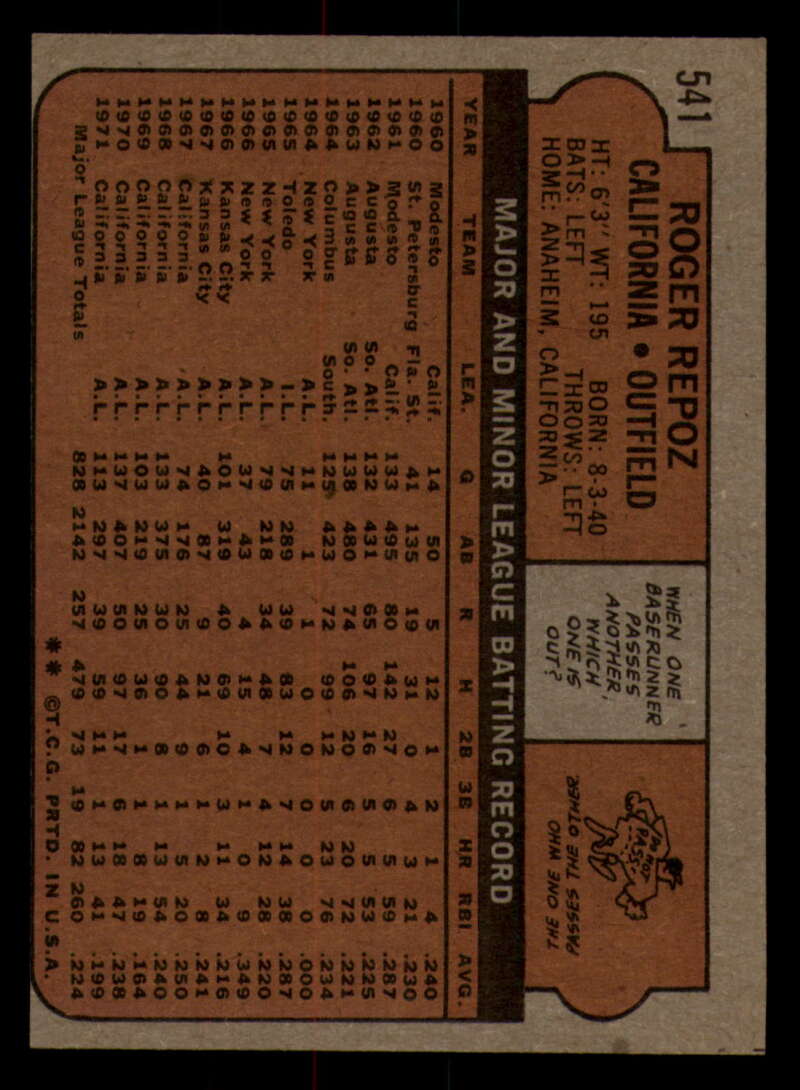 541
ROGER REPOZ
CALIFORNIA • OUTFIELD
HT: 6'3" WT: 195 BORN: 8-3-40
BATS: LEFT THROWS: LEFT
HOME: ANAHEIM, CALIFORNIA
WHEN ONE
BASERUNNER
PASSES
ANOTHER,
WHICH
ONE IS
OUT?
DO NOT
PASS
THE ONE WHO
PASSES THE OTHER
MAJOR AND MINOR LEAGUE BATTING RECORD
YEAR TEAM LEA. G AB R H 2B 3B HR RBI AVG.
1960 Modesto Calif. 14 50 5 12 1 2 1 4 .240
1960 St. Petersburg Fla. St. 41 135 19 31 0 4 3 21 .230
1961 Modesto Calif. 133 495 80 142 27 6 5 59 .287
1962 Augusta So. Atl. 132 431 65 97 16 5 5 53 .225
1963 Augusta So. Atl. 138 480 74 106 20 6 20 72 .221
1964 Columbus South. 125 423 72 99 12 5 23 76 .234
1964 New York A.L. 11 1 1 0 0 0 0 0 .000
1965 Toledo I.L. 75 289 39 83 12 7 14 38 .287
1965 New York A.L. 79 218 34 48 7 4 12 28 .220
1966 New York A.L. 37 43 4 15 4 1 0 9 .349
1966 Kansas City A.L. 101 319 40 69 10 3 11 34 .216
1967 Kansas City A.L. 40 87 9 21 6 1 2 8 .241
1967 California A.L. 74 176 25 44 9 1 5 20 .250
1968 California A.L. 133 375 30 90 8 1 13 54 .240
1969 California A.L. 103 219 25 36 1 1 8 19 .164
1970 California A.L. 137 407 50 97 17 6 18 47 .238
1971 California A.L. 113 297 39 59 11 1 13 41 .199
Major League Totals 828 2142 257 479 73 19 82 260 .224
** ©T.C.G. PRTD. IN U.S.A.